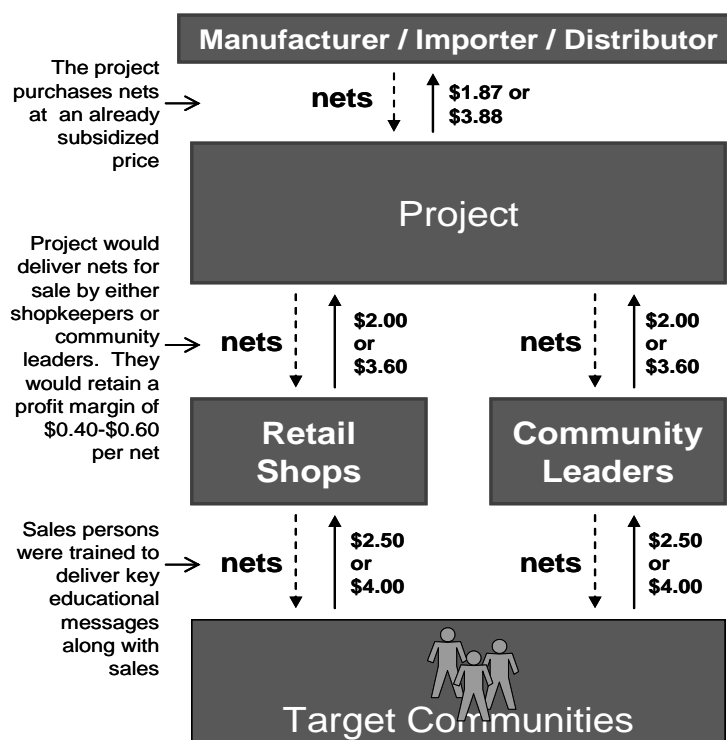 Manufacturer / Importer / Distributor
The project
purchases nets
at an already
subsidized
price
nets
$1.87 or
$3.88
Project
Project would
deliver nets for
sale by either
shopkeepers or
community
leaders. They
would retain a
profit margin of
$0.40-$0.60
per net
nets
$2.00
or
$3.60
nets
$2.00
or
$3.60
Retail
Shops
Community
Leaders
Sales persons
were trained to
deliver key
educational
messages
along with
sales
nets
$2.50
or
$4.00
nets
$2.50
or
$4.00
Target Communities